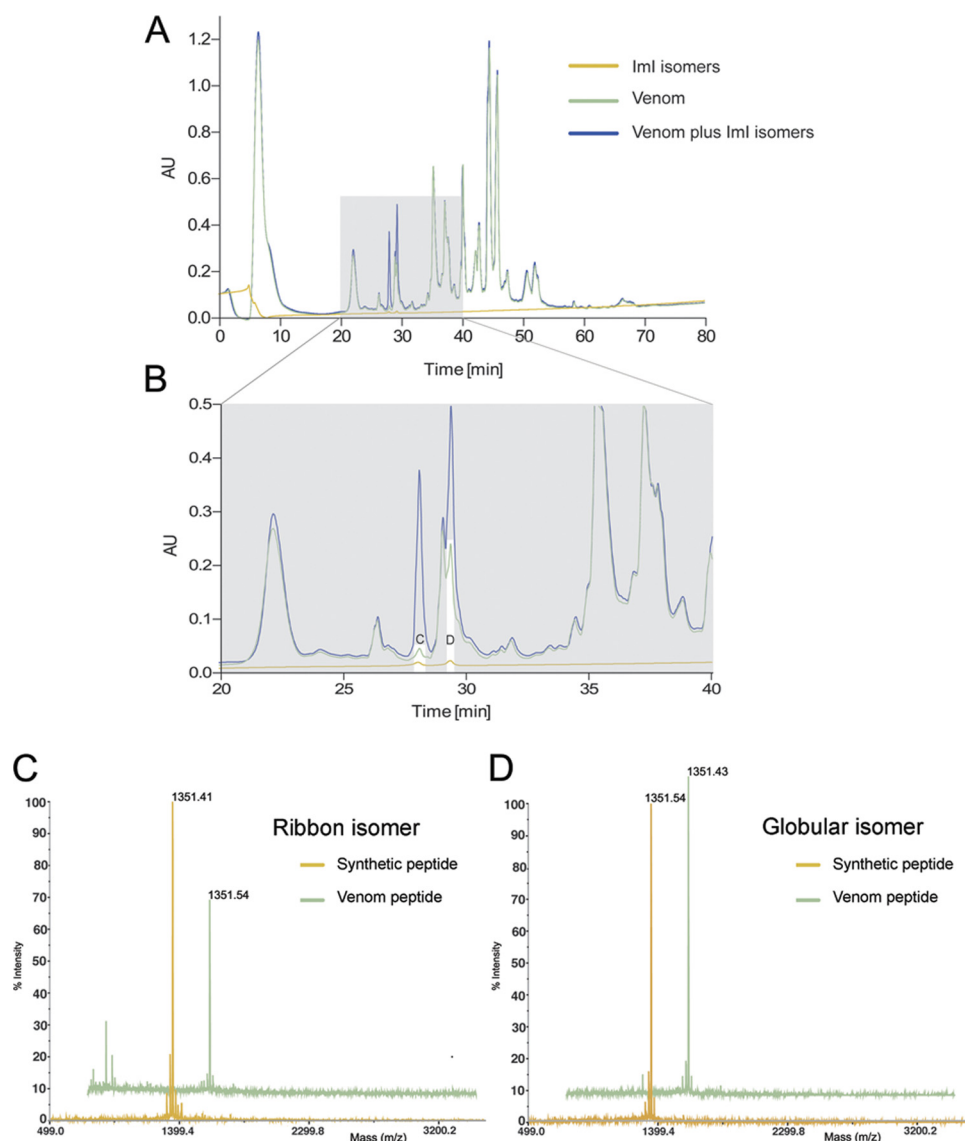 A
1.2
1.0
0.8
0.6
0.4
0.2
0.0
AU
0 10 20 30 40 50 60 70 80
Time [min]
ImI isomers
Venom
Venom plus ImI isomers
B
0.5
0.4
0.3
0.2
0.1
0.0
AU
C D
20 25 30 35 40
Time [min]
C
1351.41
1351.54
Ribbon isomer
Synthetic peptide
Venom peptide
100
90
80
70
60
50
40
30
20
10
0
% Intensity
499.0 1399.4 2299.8 3200.2
Mass (m/z)
D
1351.43
1351.54
Globular isomer
Synthetic peptide
Venom peptide
100
90
80
70
60
50
40
30
20
10
0
% Intensity
499.0 1399.4 2299.8 3200.2
Mass (m/z)